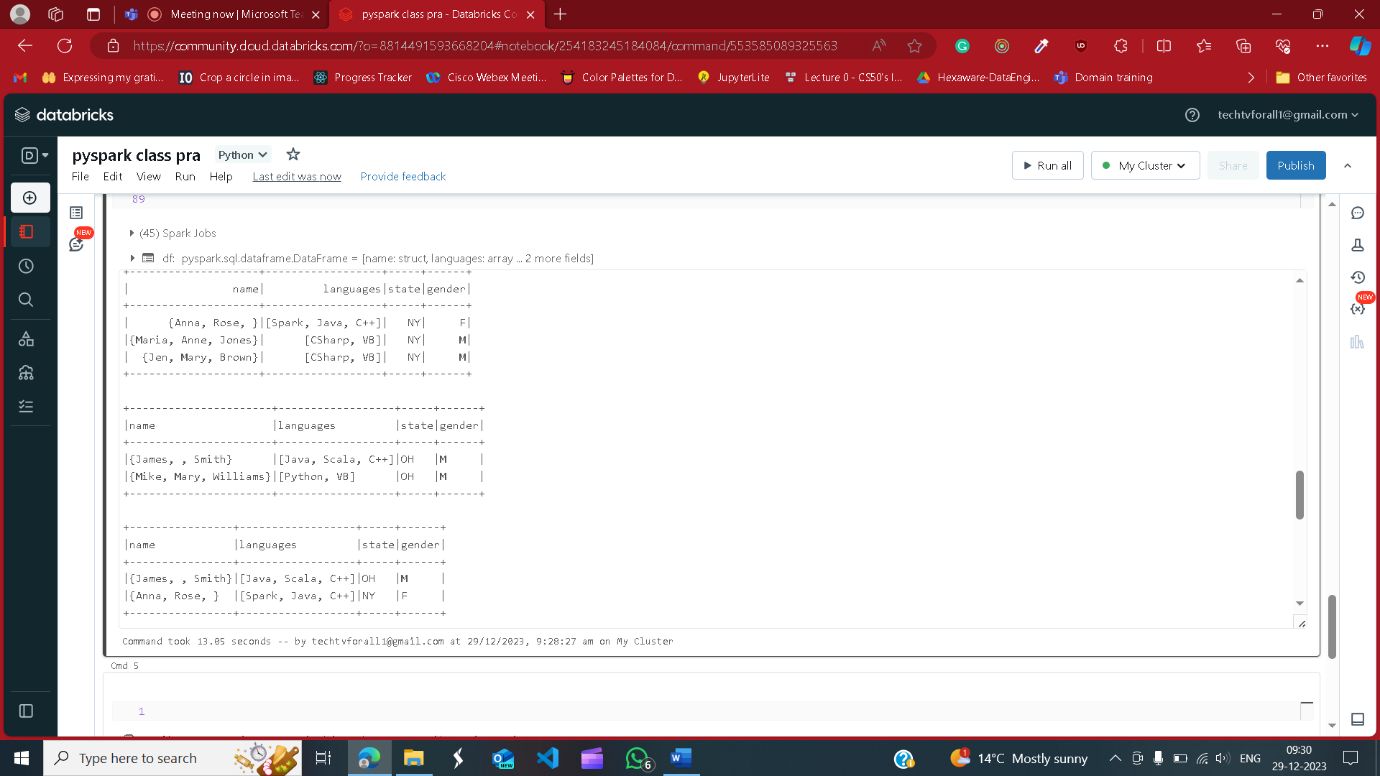 Meeting now | Microsoft Tea
pyspark class pra - Databricks Co
https://community.cloud.databricks.com/?o=8814491593668204#notebook/254183245184084/command/553585089325563
Expressing my grati...
Crop a circle in ima...
Progress Tracker
Cisco Webex Meeti...
Color Palettes for D...
JupyterLite
Lecture 0 - CS50's I...
Hexaware-DataEngi...
Domain training
Other favorites
databricks
techtvforall1@gmail.com
D
pyspark class pra
Python
Run all
My Cluster
Share
Publish
File Edit View Run Help Last edit was now Provide feedback
NEW
NEW
89
(45) Spark Jobs
df: pyspark.sql.dataframe.DataFrame = [name: struct, languages: array ... 2 more fields]
+--------------------+------------------+-----+------+
|                name|         languages|state|gender|
+--------------------+------------------+-----+------+
|      {Anna, Rose, }|[Spark, Java, C++]|   NY|     F|
|{Maria, Anne, Jones}|      [CSharp, VB]|   NY|     M|
|  {Jen, Mary, Brown}|      [CSharp, VB]|   NY|     M|
+--------------------+------------------+-----+------+
+----------------------+------------------+-----+------+
|name                  |languages         |state|gender|
+----------------------+------------------+-----+------+
|{James, , Smith}      |[Java, Scala, C++]|OH   |M     |
|{Mike, Mary, Williams}|[Python, VB]      |OH   |M     |
+----------------------+------------------+-----+------+
+----------------+------------------+-----+------+
|name            |languages         |state|gender|
+----------------+------------------+-----+------+
|{James, , Smith}|[Java, Scala, C++]|OH   |M     |
|{Anna, Rose, }  |[Spark, Java, C++]|NY   |F     |
+----------------+------------------+-----+------+
Command took 13.05 seconds -- by techtvforall1@gmail.com at 29/12/2023, 9:28:27 am on My Cluster
Cmd 5
1
Type here to search
NEW
6
1
14°C Mostly sunny
ENG
09:30
29-12-2023